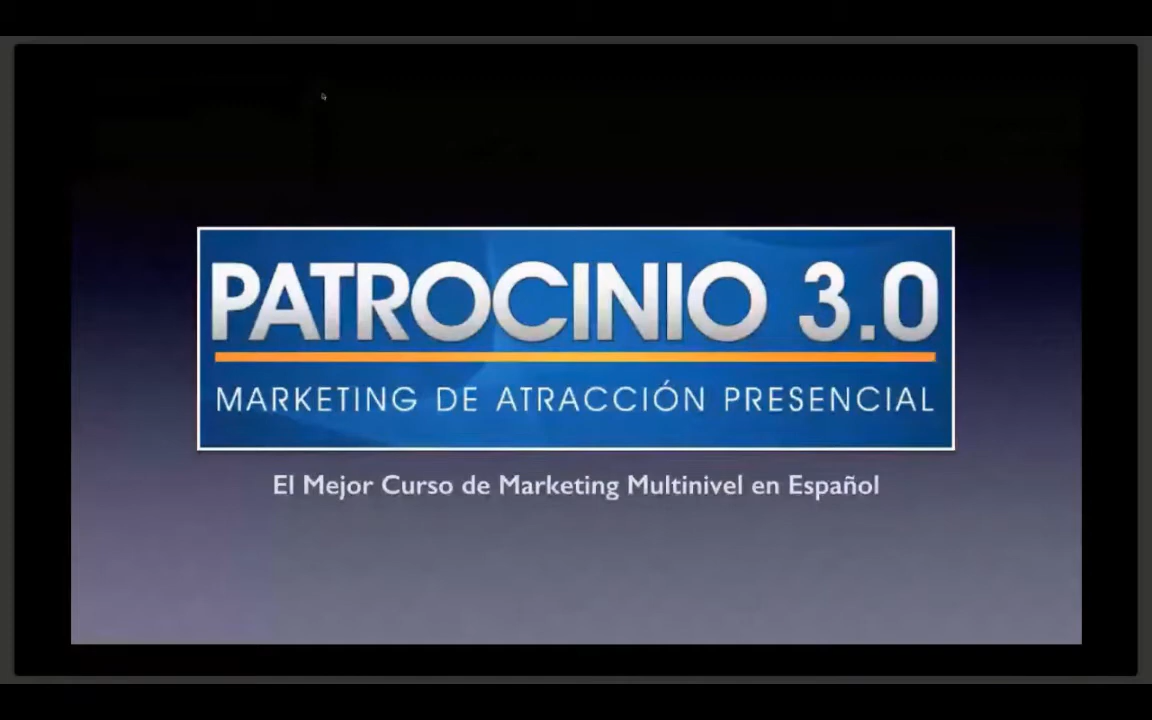 PATROCINIO 3.0
MARKETING DE ATRACCIÓN PRESENCIAL
El Mejor Curso de Marketing Multinivel en Español